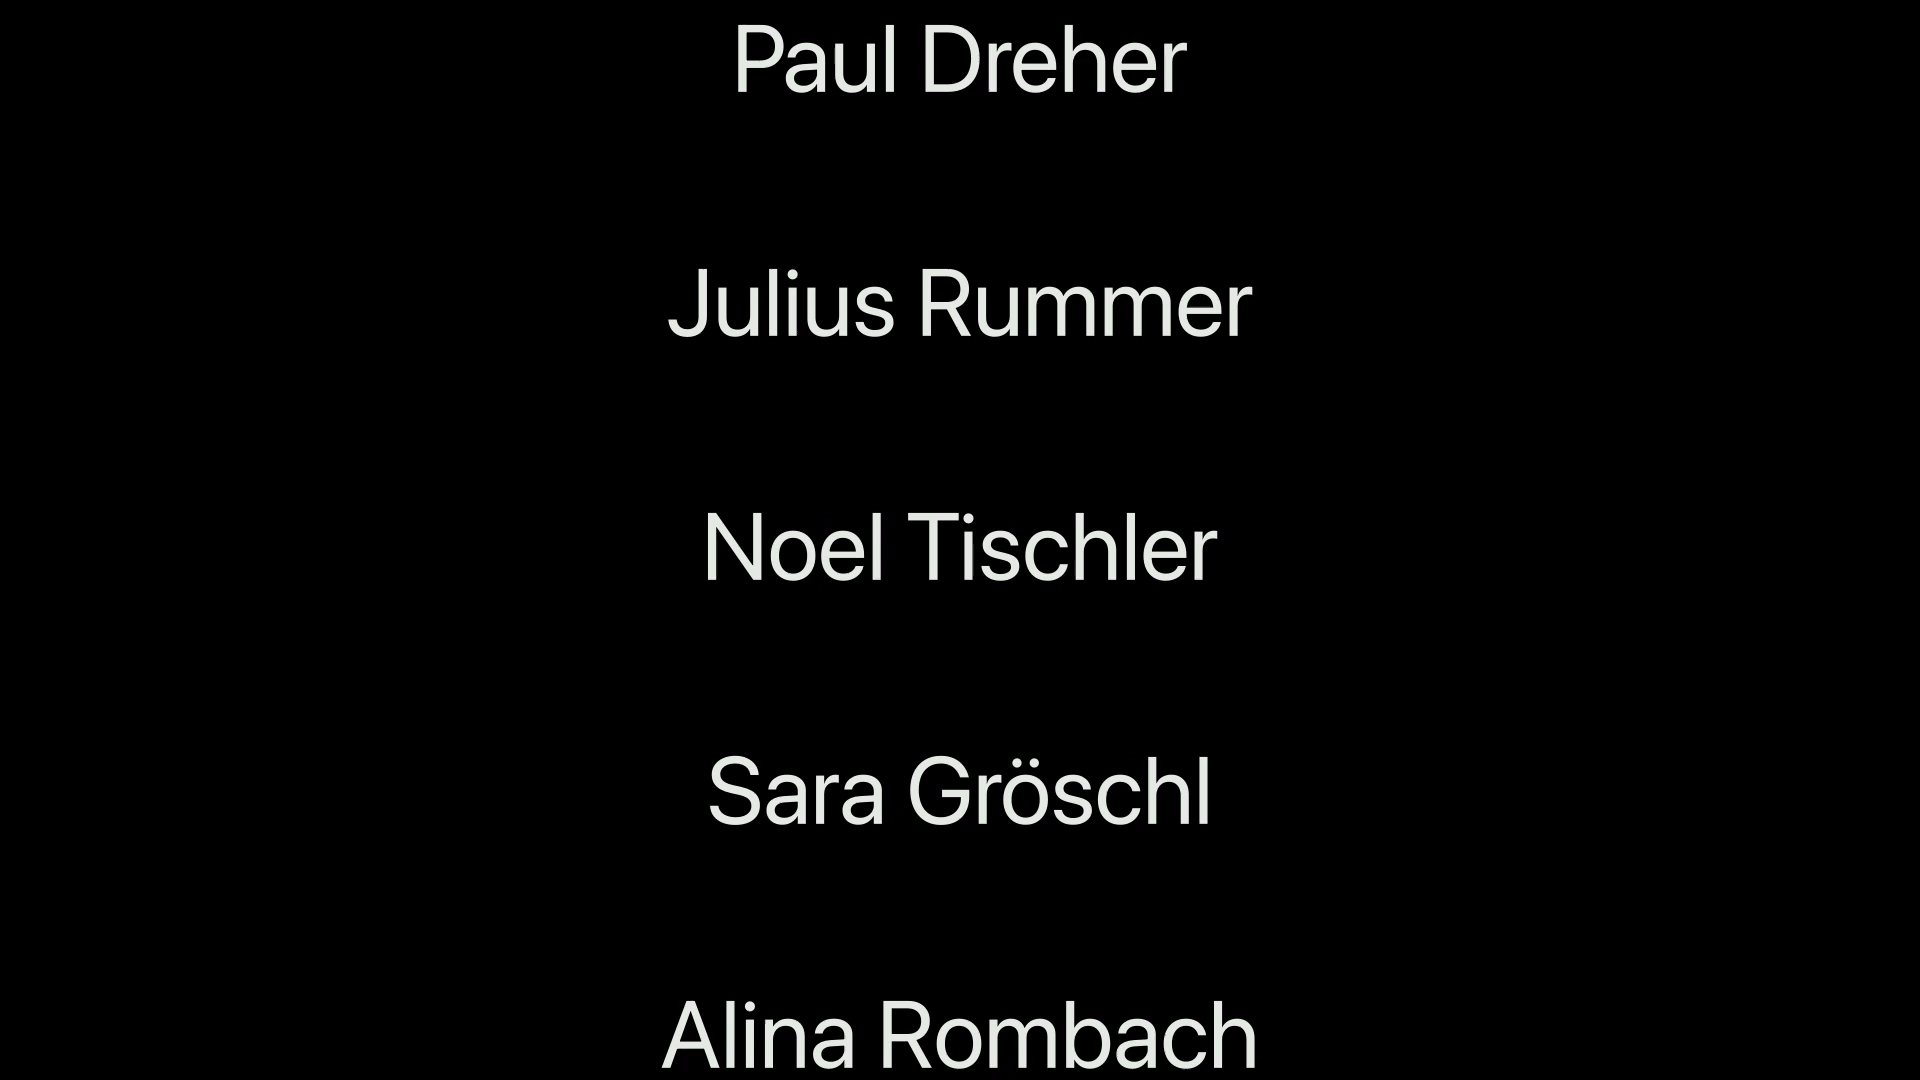 Paul Dreher
Julius Rummer
Noel Tischler
Sara Gröschl
Alina Rombach